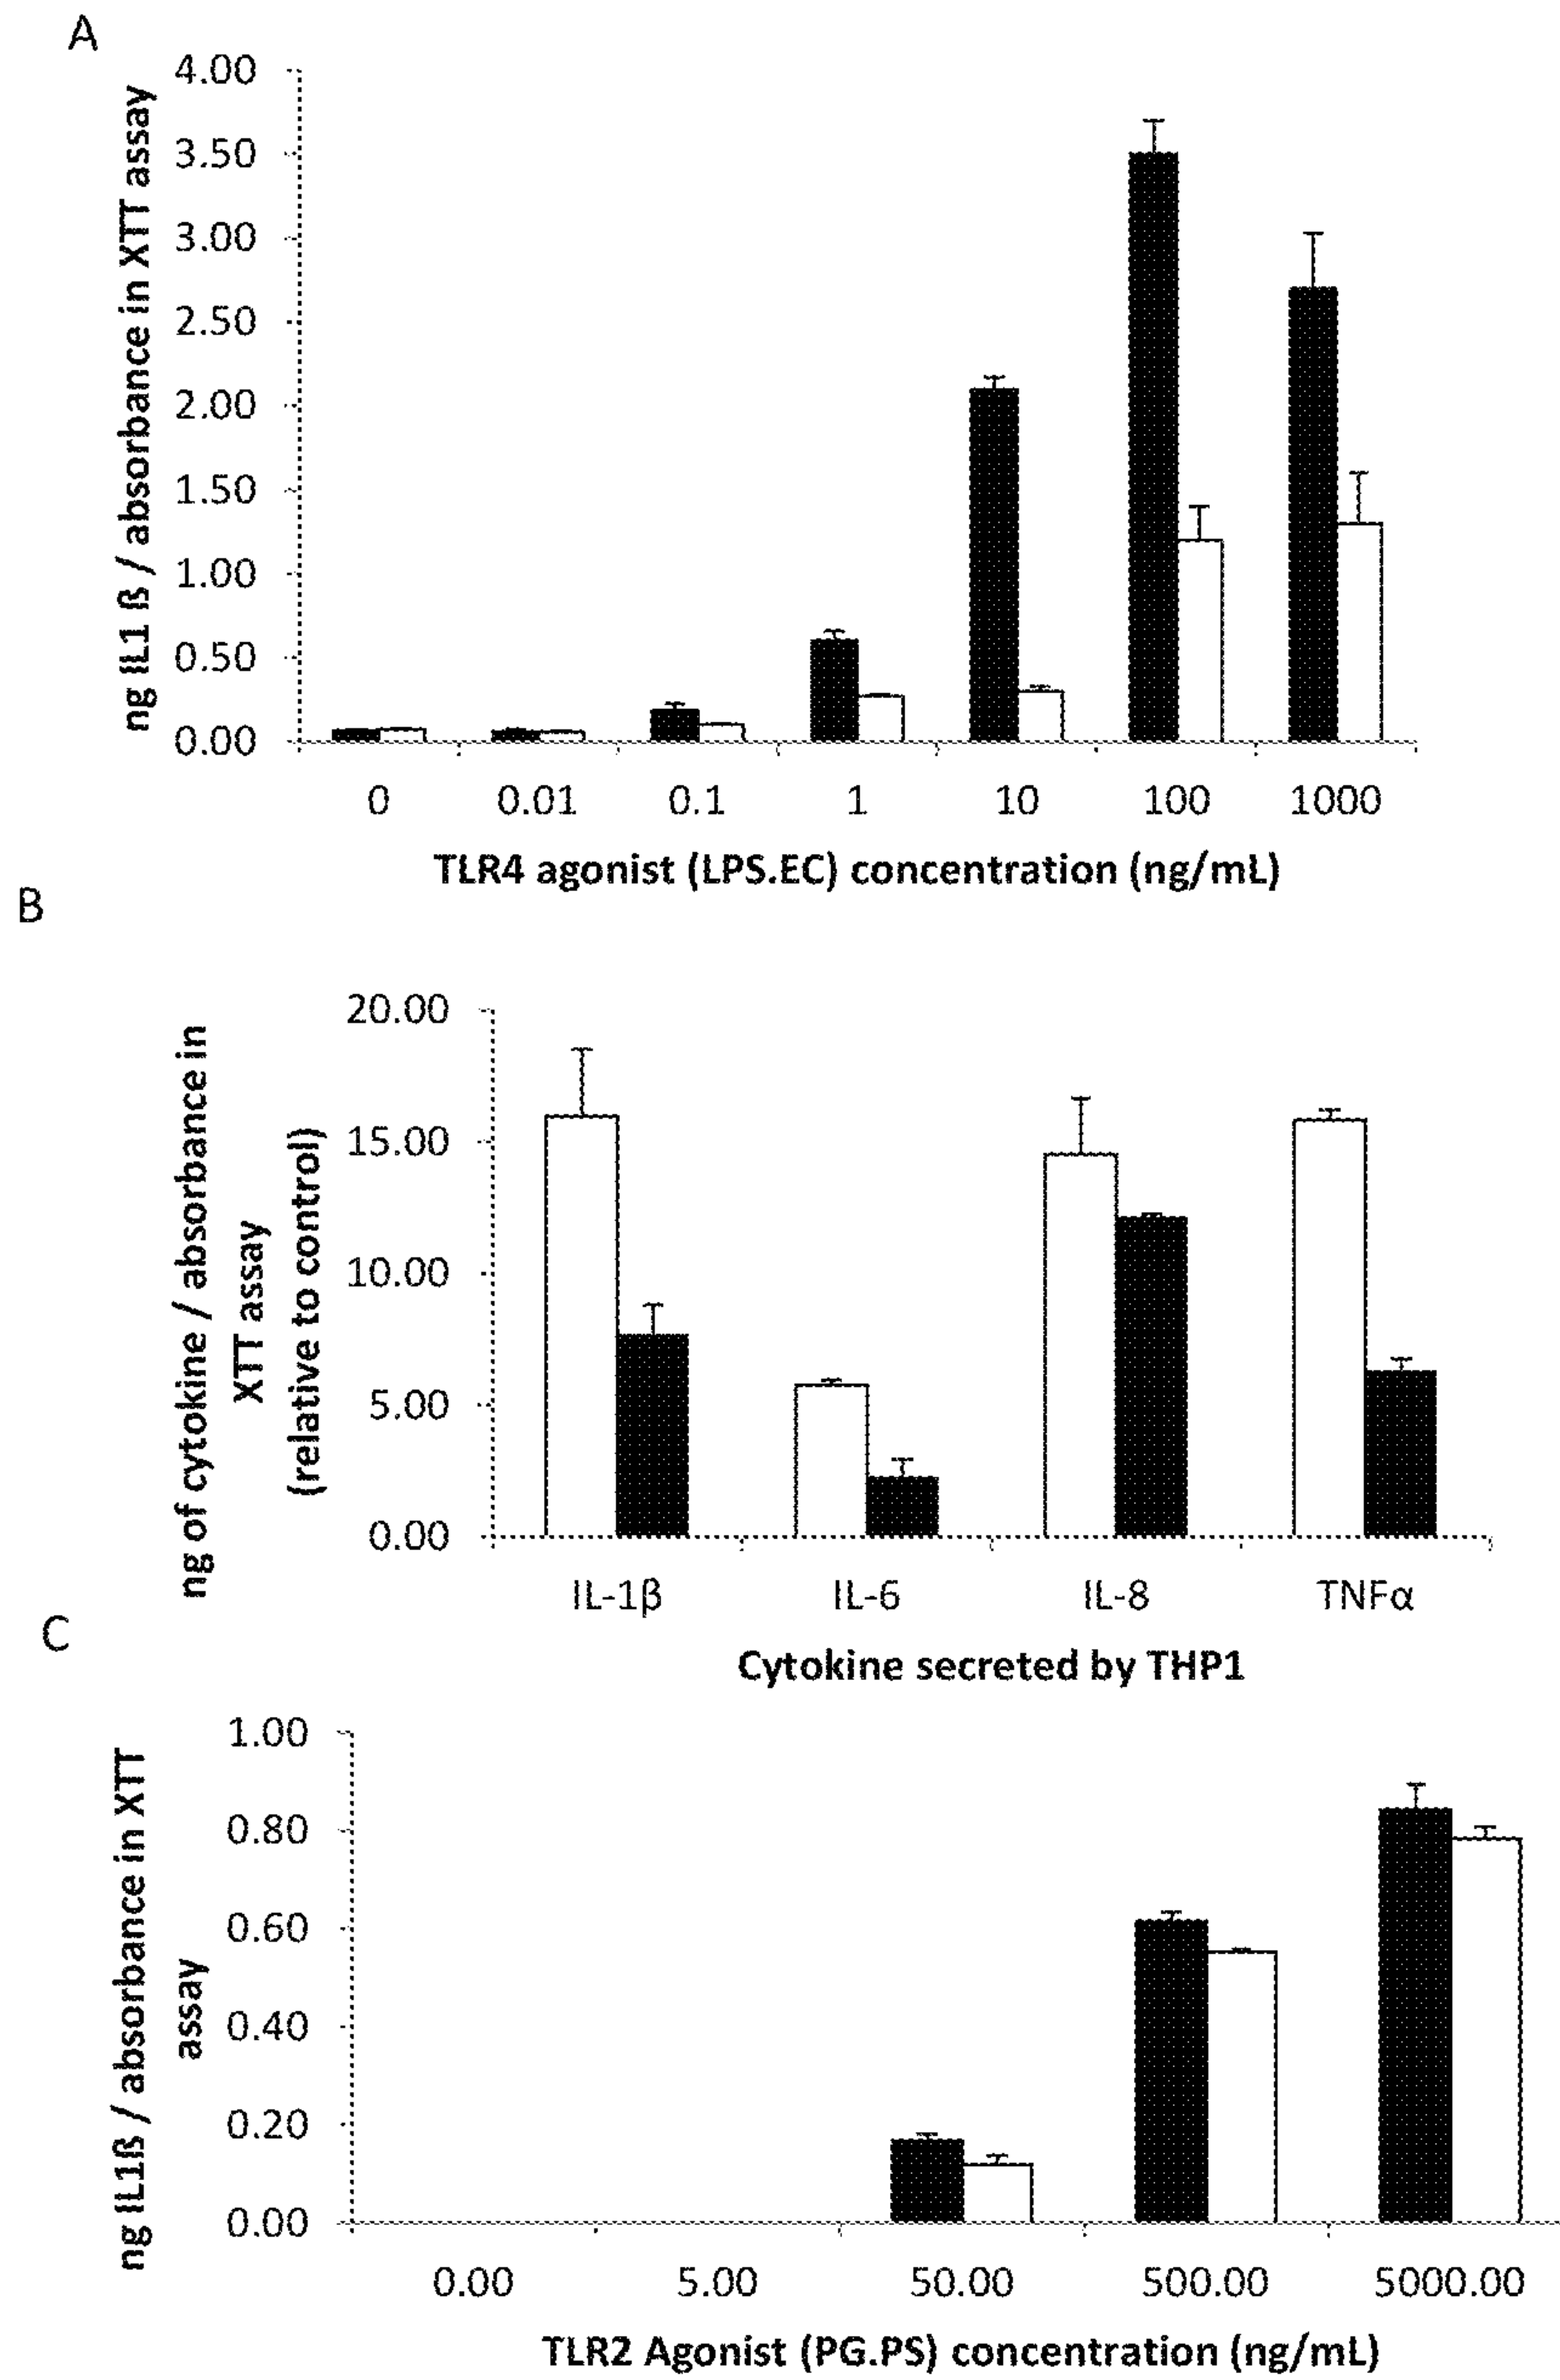 A
ng IL1 ß / absorbance in XTT assay
4.00
3.50
3.00
2.50
2.00
1.50
1.00
0.50
0.00
0 0.01 0.1 1 10 100 1000
TLR4 agonist (LPS.EC) concentration (ng/mL)
B
ng of cytokine / absorbance in
XTT assay
(relative to control)
20.00
15.00
10.00
5.00
0.00
IL-1β IL-6 IL-8 TNFα
Cytokine secreted by THP1
C
ng IL1ß / absorbance in XTT
assay
1.00
0.80
0.60
0.40
0.20
0.00
0.00 5.00 50.00 500.00 5000.00
TLR2 Agonist (PG.PS) concentration (ng/mL)